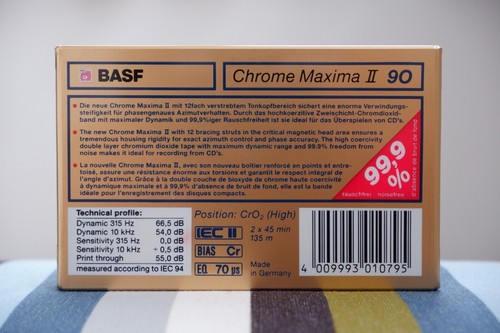 BASF
Chrome Maxima II 90
Die neue Chrome Maxima II mit 12fach verstrebtem Tonkopfbereich sichert eine enorme Verwindungs-
steifigkeit für phasengenaues Azimutverhalten. Durch das hochkoerzitive Zweischicht-Chromdioxid-
band mit maximaler Dynamik und 99,9%iger Rauschfreiheit ist sie ideal für das Überspielen von CD's.
The new Chrome Maxima II with 12 bracing struts in the critical magnetic head area ensures a
tremendous housing rigidity for exact azimuth control and phase accuracy. The high coercivity
double layer chromium dioxide tape with maximum dynamic range and 99.9% freedom from
noise makes it ideal for recording from CD's.
La nouvelle Chrome Maxima II, avec son nouveau boîtier renforcé en points et entre-
toisé, assure une résistance énorme aux torsions et garantit le respect intégral de
l'angle d'azimut. Grâce à la double couche de bioxyde de chrome haute coercivité
à dynamique maximale et à 99,9% d'absence de bruit de fond, elle est la bande
idéale pour l'enregistrement des disques compacts.
99,9 %
rauschfrei noisefree
d'absence de bruit de fond
Technical profile:
Dynamic 315 Hz 66,5 dB
Dynamic 10 kHz 54,0 dB
Sensitivity 315 Hz 0,0 dB
Sensitivity 10 kHz + 0,5 dB
Print through 55,0 dB
measured according to IEC 94
Position: CrO₂ (High)
IEC II
BIAS Cr
EQ. 70 µs
2 x 45 min
135 m
Made
in Germany
4 009993 010795